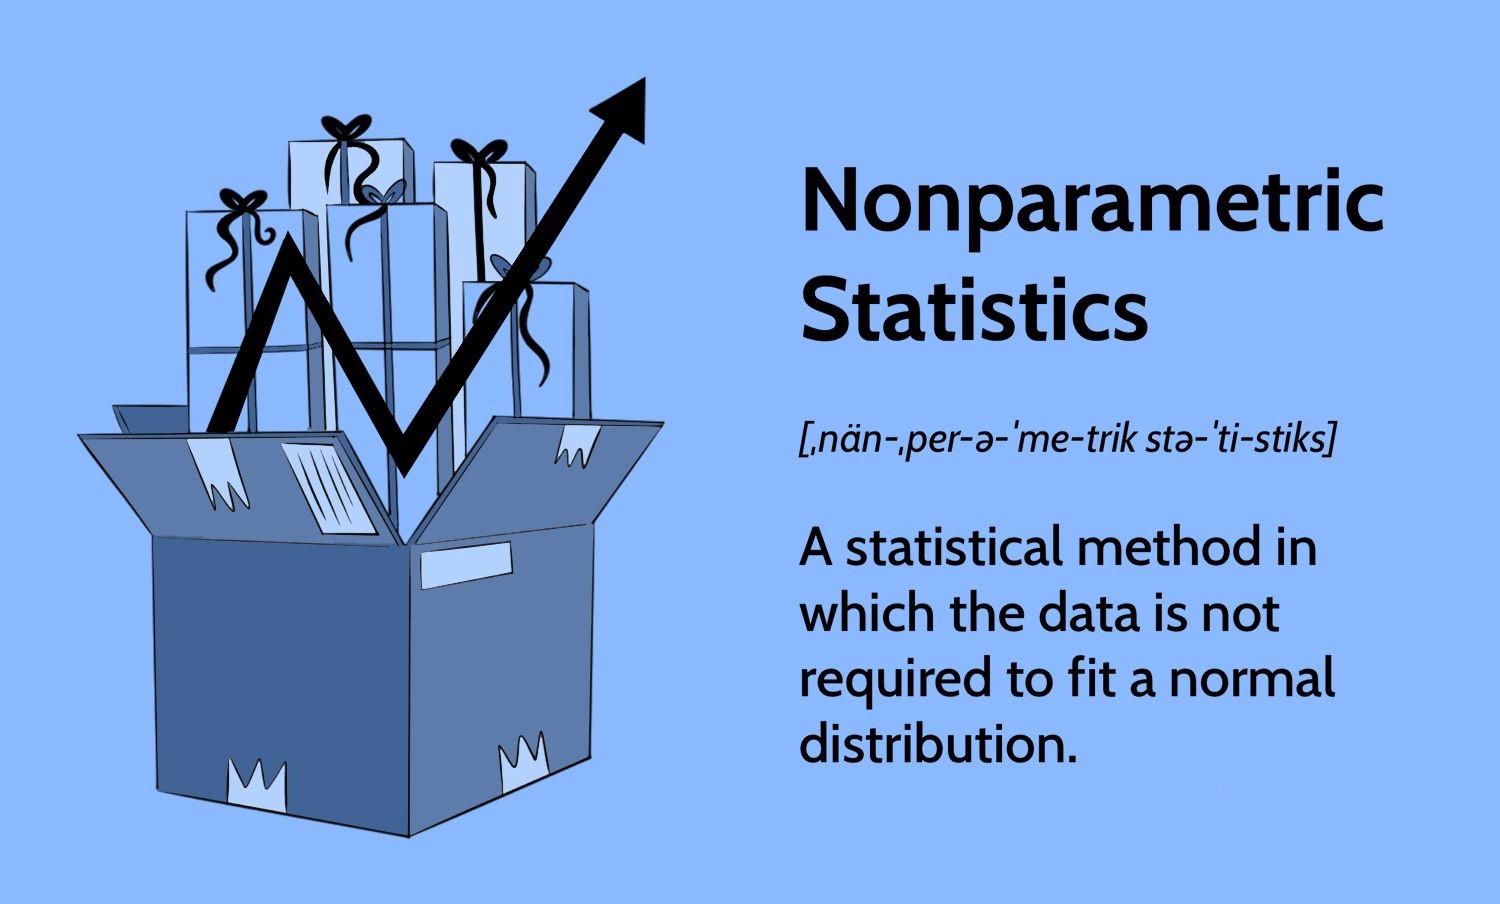 Nonparametric
Statistics
[ˌnän-ˌper-ə-ˈme-trik stə-ˈti-stiks]
A statistical method in
which the data is not
required to fit a normal
distribution.